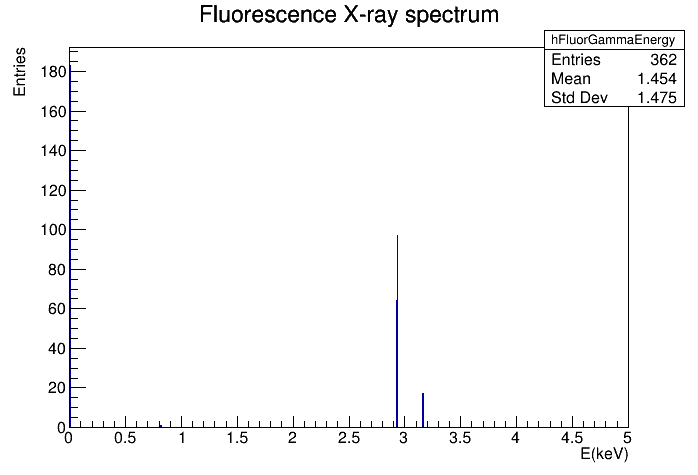 Fluorescence X-ray spectrum
hFluorGammaEnergy
Entries 362
Mean 1.454
Std Dev 1.475
Entries
180
160
140
120
100
80
60
40
20
0
0 0.5 1 1.5 2 2.5 3 3.5 4 4.5 5
E(keV)